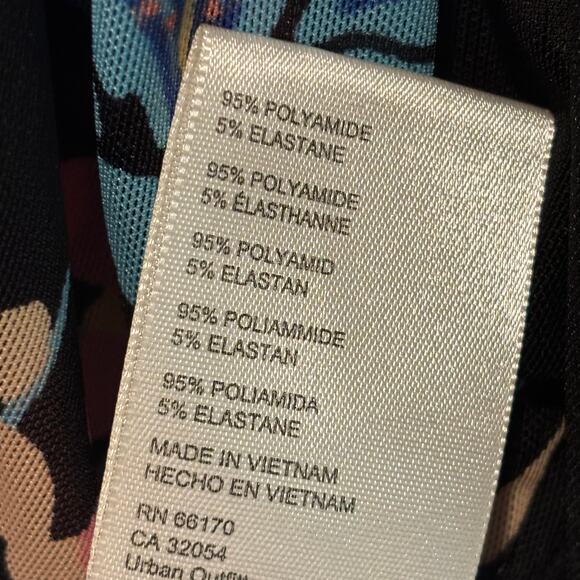 95% POLYAMIDE
5% ELASTANE
95% POLYAMIDE
5% ÉLASTHANNE
95% POLYAMID
5% ELASTAN
95% POLIAMMIDE
5% ELASTAN
95% POLIAMIDA
5% ELASTANE
MADE IN VIETNAM
HECHO EN VIETNAM
RN 66170
CA 32054
Urban